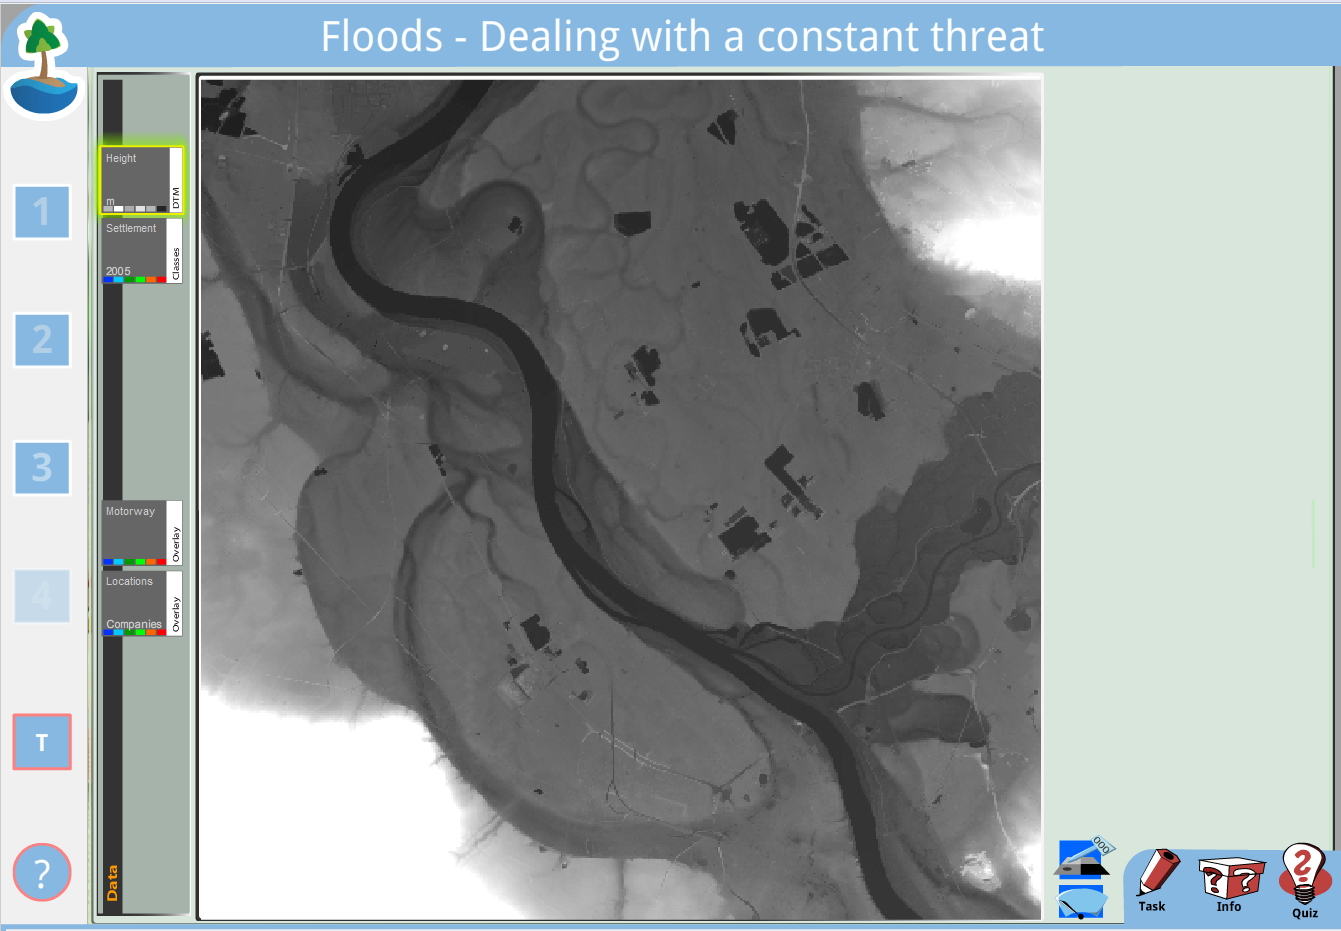 Floods - Dealing with a constant threat
1
2
3
4
T
?
Height
m
DTM
Settlement
2005
Classes
Motorway
Overlay
Locations
Companies
Overlay
Data
000
Task
Info
Quiz